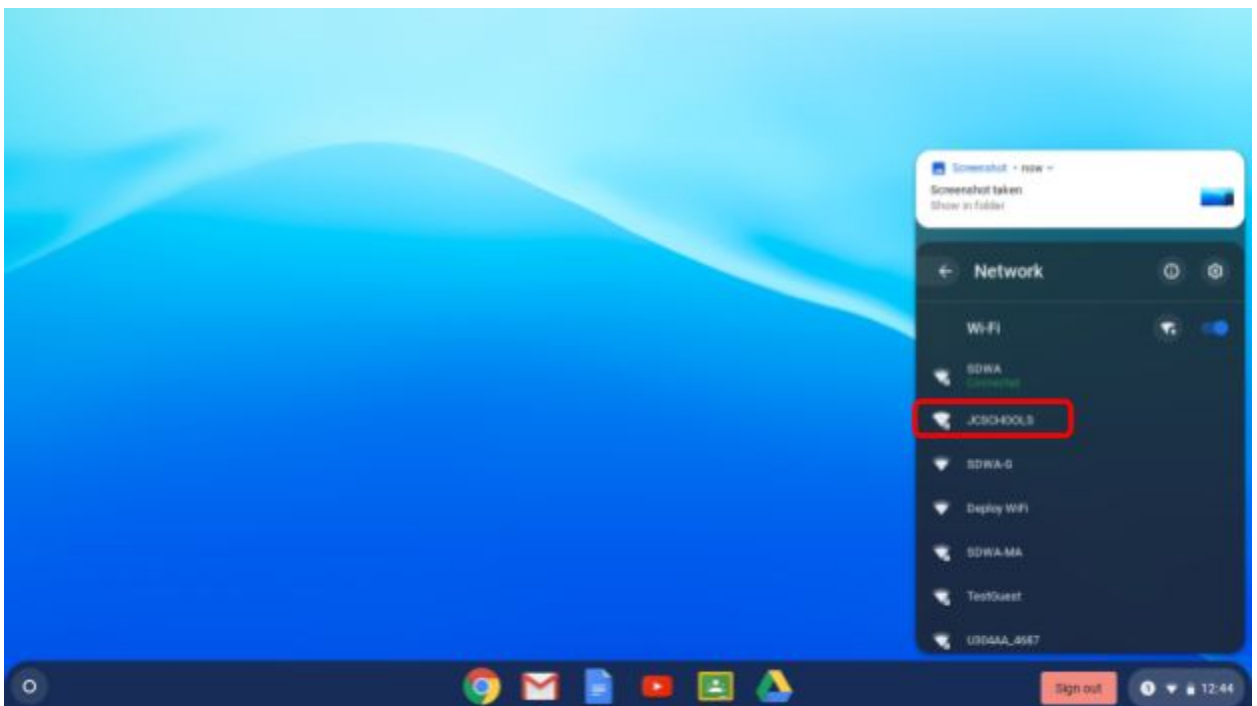 Screenshot • now
Screenshot taken
Show in folder
Network
Wi-Fi
SDWA
Connected
JCSCHOOLS
SDWA-G
Deploy WiFi
SDWA-MA
TestGuest
Sign out
12:44